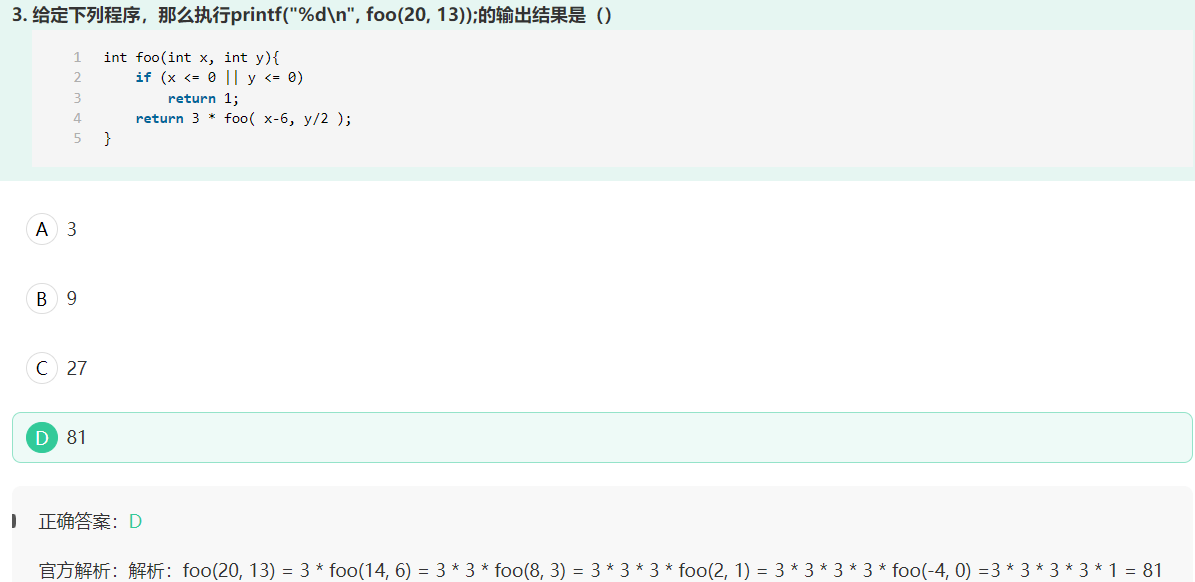 3. 给定下列程序，那么执行printf("%d\n", foo(20, 13));的输出结果是（）
1 int foo(int x, int y){
2 if (x <= 0 || y <= 0)
3 return 1;
4 return 3 * foo( x-6, y/2 );
5 }
A 3
B 9
C 27
D 81
正确答案：D
官方解析：解析：foo(20, 13) = 3 * foo(14, 6) = 3 * 3 * foo(8, 3) = 3 * 3 * 3 * foo(2, 1) = 3 * 3 * 3 * 3 * foo(-4, 0) =3 * 3 * 3 * 3 * 1 = 81